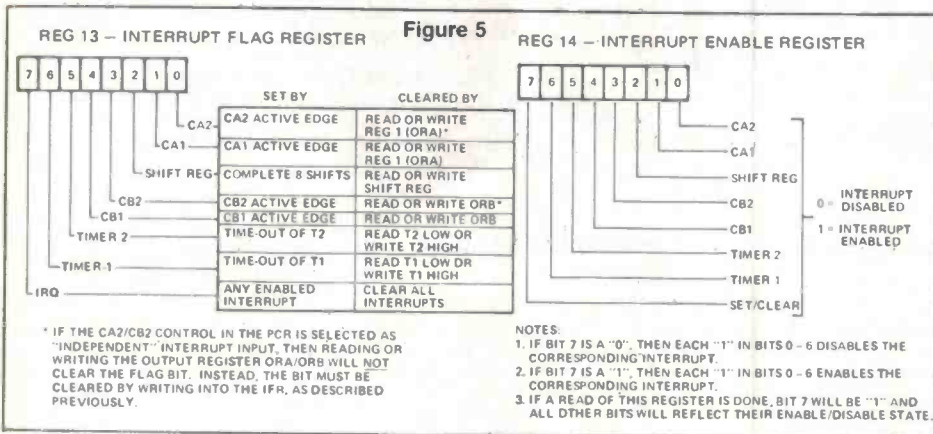 Figure 5
REG 13 – INTERRUPT FLAG REGISTER
7 6 5 4 3 2 1 0
SET BY CLEARED BY
CA2 CA2 ACTIVE EDGE READ OR WRITE
REG 1 (ORA)*
CA1 CA1 ACTIVE EDGE READ OR WRITE
REG 1 (ORA)
SHIFT REG COMPLETE 8 SHIFTS READ OR WRITE
SHIFT REG
CB2 CB2 ACTIVE EDGE READ OR WRITE ORB*
CB1 CB1 ACTIVE EDGE READ OR WRITE ORB
TIMER 2 TIME-OUT OF T2 READ T2 LOW OR
WRITE T2 HIGH
TIMER 1 TIME-OUT OF T1 READ T1 LOW OR
WRITE T1 HIGH
IRQ ANY ENABLED CLEAR ALL
INTERRUPT INTERRUPTS
* IF THE CA2/CB2 CONTROL IN THE PCR IS SELECTED AS
"INDEPENDENT" INTERRUPT INPUT, THEN READING OR
WRITING THE OUTPUT REGISTER ORA/ORB WILL NOT
CLEAR THE FLAG BIT. INSTEAD, THE BIT MUST BE
CLEARED BY WRITING INTO THE IFR, AS DESCRIBED
PREVIOUSLY.
REG 14 – INTERRUPT ENABLE REGISTER
7 6 5 4 3 2 1 0
CA2
CA1
SHIFT REG
CB2
CB1
TIMER 2
TIMER 1
SET/CLEAR
0 = INTERRUPT
DISABLED
1 = INTERRUPT
ENABLED
NOTES:
1. IF BIT 7 IS A "0", THEN EACH "1" IN BITS 0 – 6 DISABLES THE
CORRESPONDING INTERRUPT.
2. IF BIT 7 IS A "1", THEN EACH "1" IN BITS 0 – 6 ENABLES THE
CORRESPONDING INTERRUPT.
3. IF A READ OF THIS REGISTER IS DONE, BIT 7 WILL BE "1" AND
ALL OTHER BITS WILL REFLECT THEIR ENABLE/DISABLE STATE.